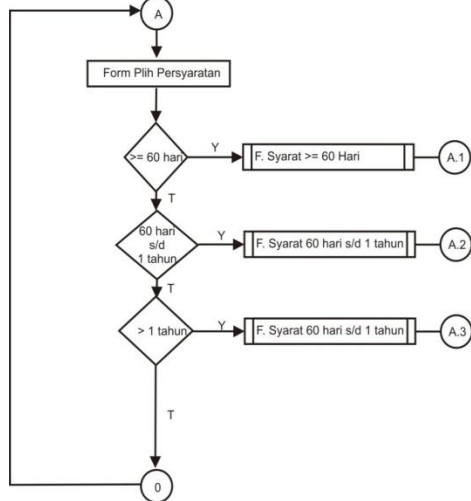 A
Form Plih Persyaratan
>= 60 hari
Y
F. Syarat >= 60 Hari
A.1
T
60 hari
s/d
1 tahun
Y
F. Syarat 60 hari s/d 1 tahun
A.2
T
> 1 tahun
Y
F. Syarat 60 hari s/d 1 tahun
A.3
T
0